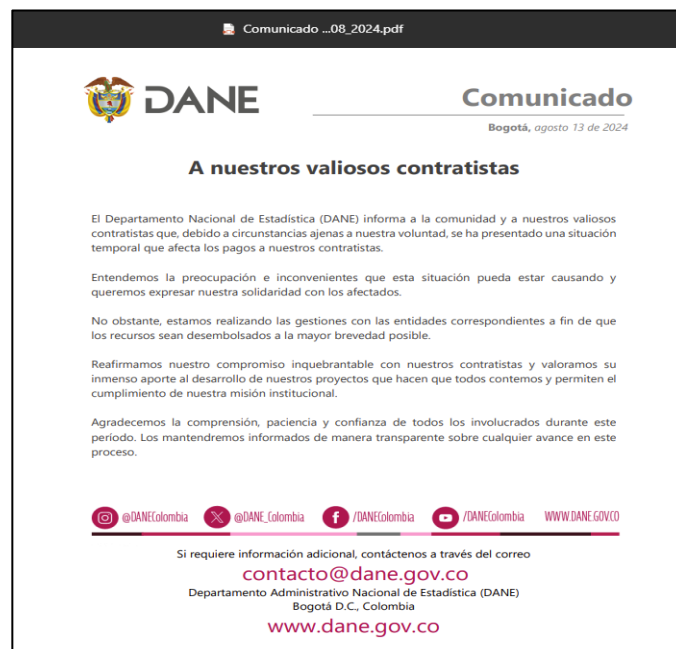 Comunicado ...08_2024.pdf
DANE
Comunicado
Bogotá, agosto 13 de 2024
A nuestros valiosos contratistas
El Departamento Nacional de Estadística (DANE) informa a la comunidad y a nuestros valiosos
contratistas que, debido a circunstancias ajenas a nuestra voluntad, se ha presentado una situación
temporal que afecta los pagos a nuestros contratistas.
Entendemos la preocupación e inconvenientes que esta situación pueda estar causando y
queremos expresar nuestra solidaridad con los afectados.
No obstante, estamos realizando las gestiones con las entidades correspondientes a fin de que
los recursos sean desembolsados a la mayor brevedad posible.
Reafirmamos nuestro compromiso inquebrantable con nuestros contratistas y valoramos su
inmenso aporte al desarrollo de nuestros proyectos que hacen que todos contemos y permiten el
cumplimiento de nuestra misión institucional.
Agradecemos la comprensión, paciencia y confianza de todos los involucrados durante este
período. Los mantendremos informados de manera transparente sobre cualquier avance en este
proceso.
@DANEColombia @DANE_Colombia /DANEColombia /DANEColombia WWW.DANE.GOV.CO
Si requiere información adicional, contáctenos a través del correo
contacto@dane.gov.co
Departamento Administrativo Nacional de Estadística (DANE)
Bogotá D.C., Colombia
www.dane.gov.co